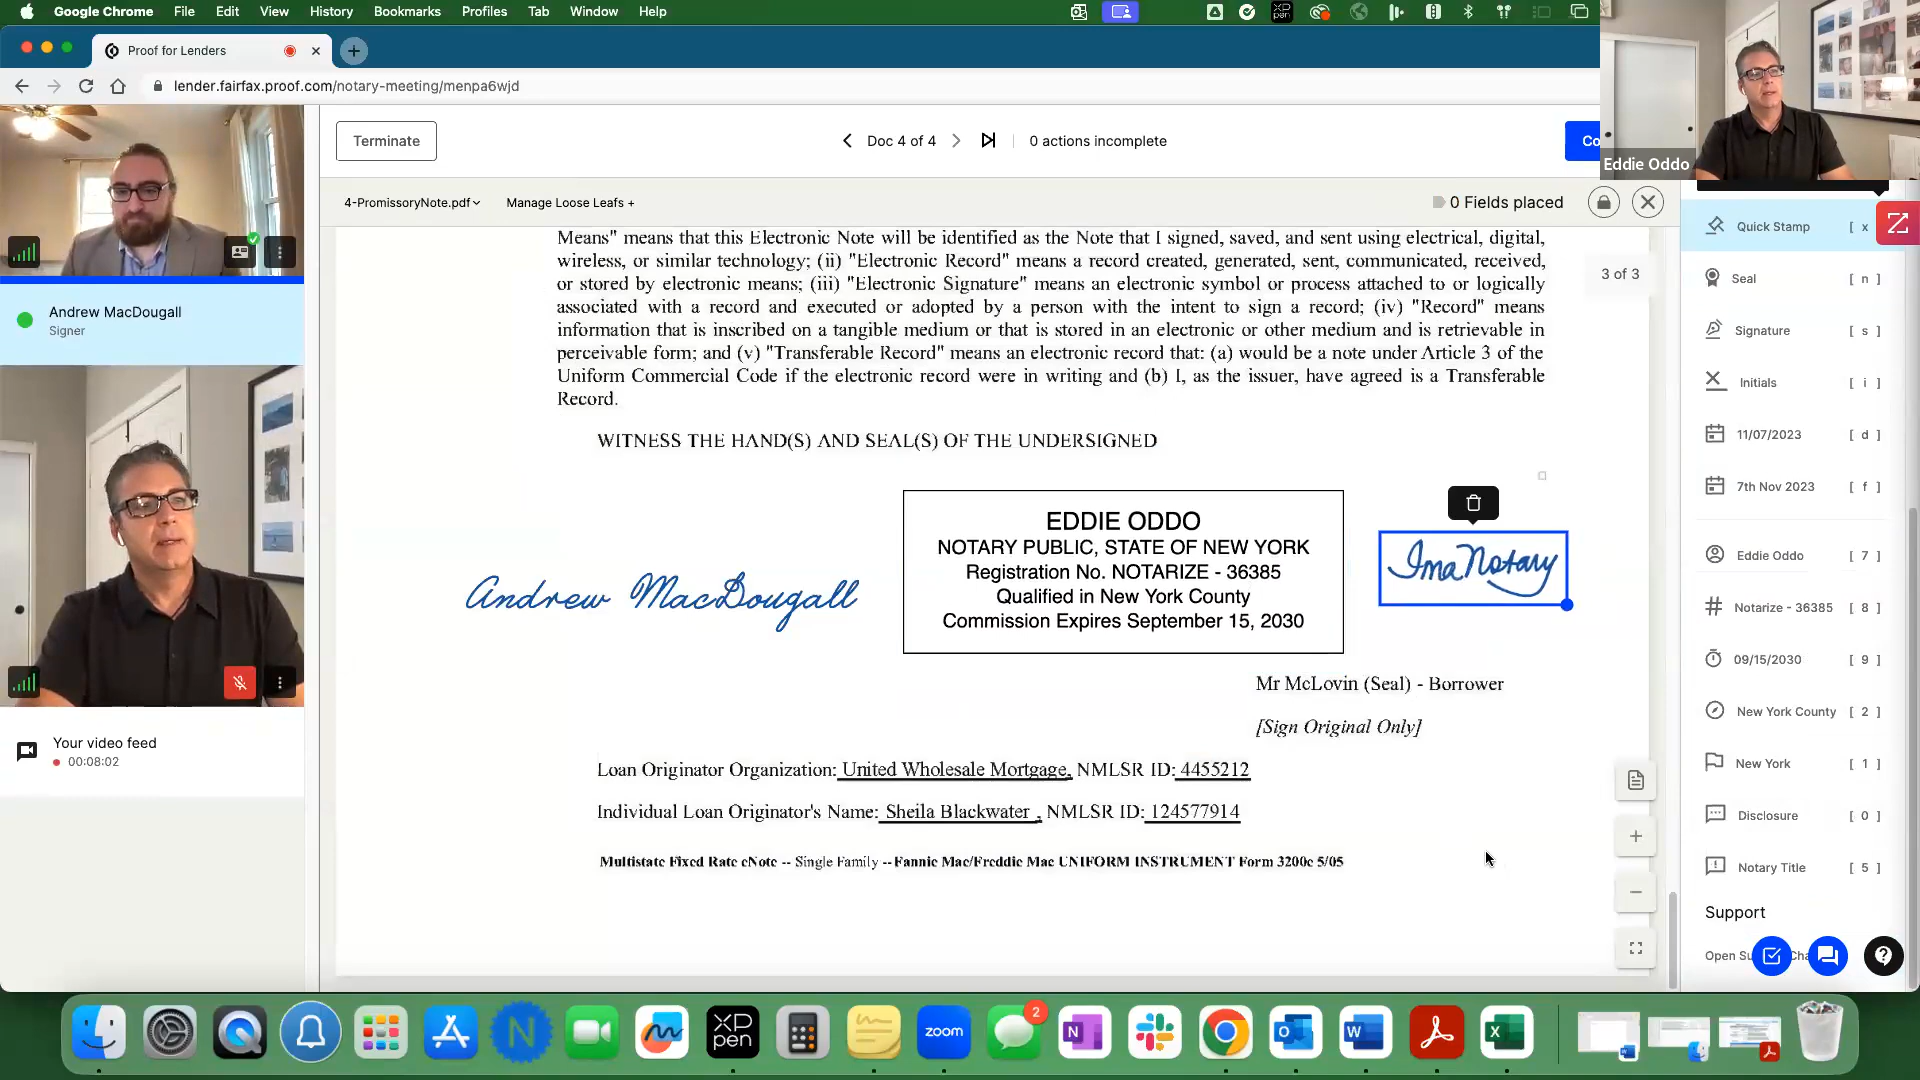 Google Chrome File Edit View History Bookmarks Profiles Tab Window Help
Proof for Lenders
lender.fairfax.proof.com/notary-meeting/menpa6wjd
Terminate
Doc 4 of 4
0 actions incomplete
Co
Eddie Oddo
4-PromissoryNote.pdf
Manage Loose Leafs +
0 Fields placed
3 of 3
Means" means that this Electronic Note will be identified as the Note that I signed, saved, and sent using electrical, digital,
wireless, or similar technology; (ii) "Electronic Record" means a record created, generated, sent, communicated, received,
or stored by electronic means; (iii) "Electronic Signature" means an electronic symbol or process attached to or logically
associated with a record and executed or adopted by a person with the intent to sign a record; (iv) "Record" means
information that is inscribed on a tangible medium or that is stored in an electronic or other medium and is retrievable in
perceivable form; and (v) "Transferable Record" means an electronic record that: (a) would be a note under Article 3 of the
Uniform Commercial Code if the electronic record were in writing and (b) I, as the issuer, have agreed is a Transferable
Record.
WITNESS THE HAND(S) AND SEAL(S) OF THE UNDERSIGNED
Andrew MacDougall
EDDIE ODDO
NOTARY PUBLIC, STATE OF NEW YORK
Registration No. NOTARIZE - 36385
Qualified in New York County
Commission Expires September 15, 2030
Ima Notary
Mr McLovin (Seal) - Borrower
[Sign Original Only]
Loan Originator Organization: United Wholesale Mortgage, NMLSR ID: 4455212
Individual Loan Originator's Name: Sheila Blackwater , NMLSR ID: 124577914
Multistate Fixed Rate eNote -- Single Family -- Fannie Mae/Freddie Mac UNIFORM INSTRUMENT Form 3200e 5/05
Andrew MacDougall
Signer
Your video feed
00:08:02
Quick Stamp [ x
Seal [ n ]
Signature [ s ]
Initials [ i ]
11/07/2023 [ d ]
7th Nov 2023 [ f ]
Eddie Oddo [ 7 ]
Notarize - 36385 [ 8 ]
09/15/2030 [ 9 ]
New York County [ 2 ]
New York [ 1 ]
Disclosure [ 0 ]
Notary Title [ 5 ]
Support
Open Su Cha
2
XP
pen
zoom